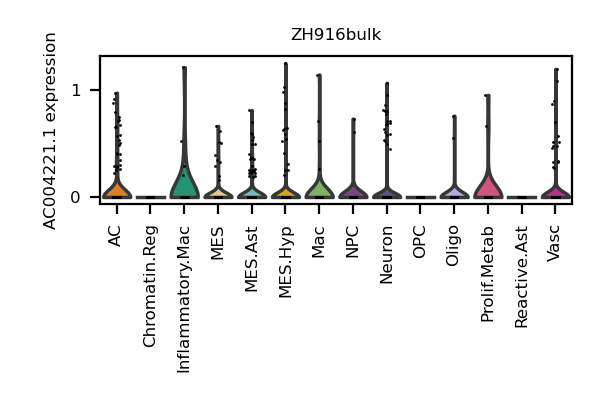 ZH916bulk
AC004221.1 expression
1
0
AC
Chromatin.Reg
Inflammatory.Mac
MES
MES.Ast
MES.Hyp
Mac
NPC
Neuron
OPC
Oligo
Prolif.Metab
Reactive.Ast
Vasc